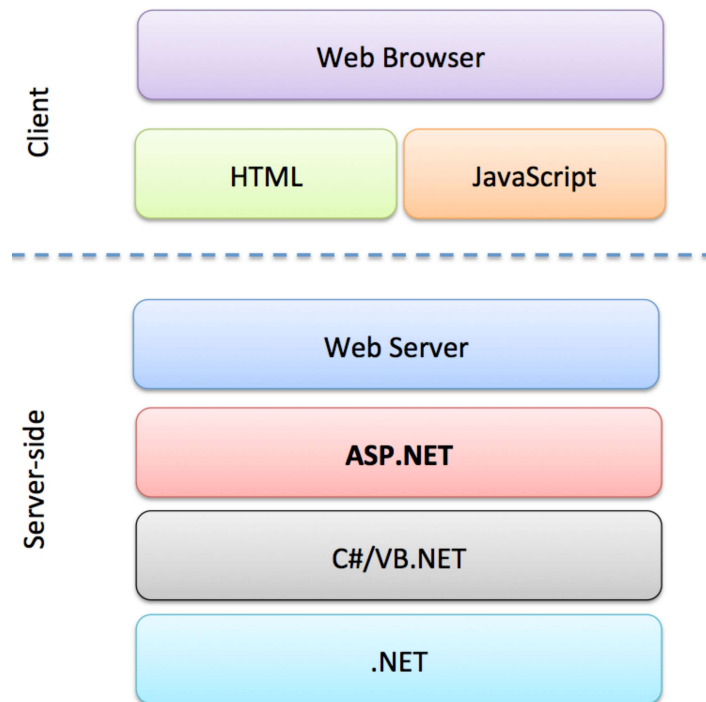 Client
Web Browser
HTML
JavaScript
Server-side
Web Server
ASP.NET
C#/VB.NET
.NET